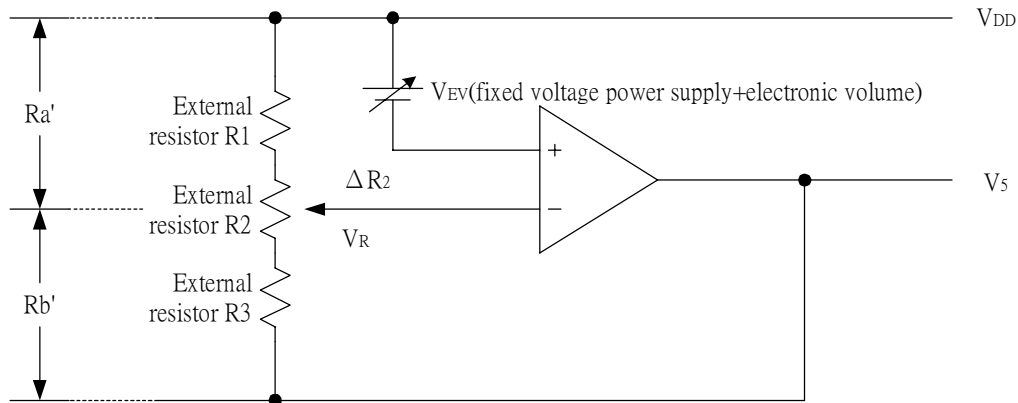 VDD
VEV(fixed voltage power supply+electronic volume)
Ra'
External
resistor R1
+
ΔR2
External
resistor R2
−
V5
VR
External
resistor R3
Rb'